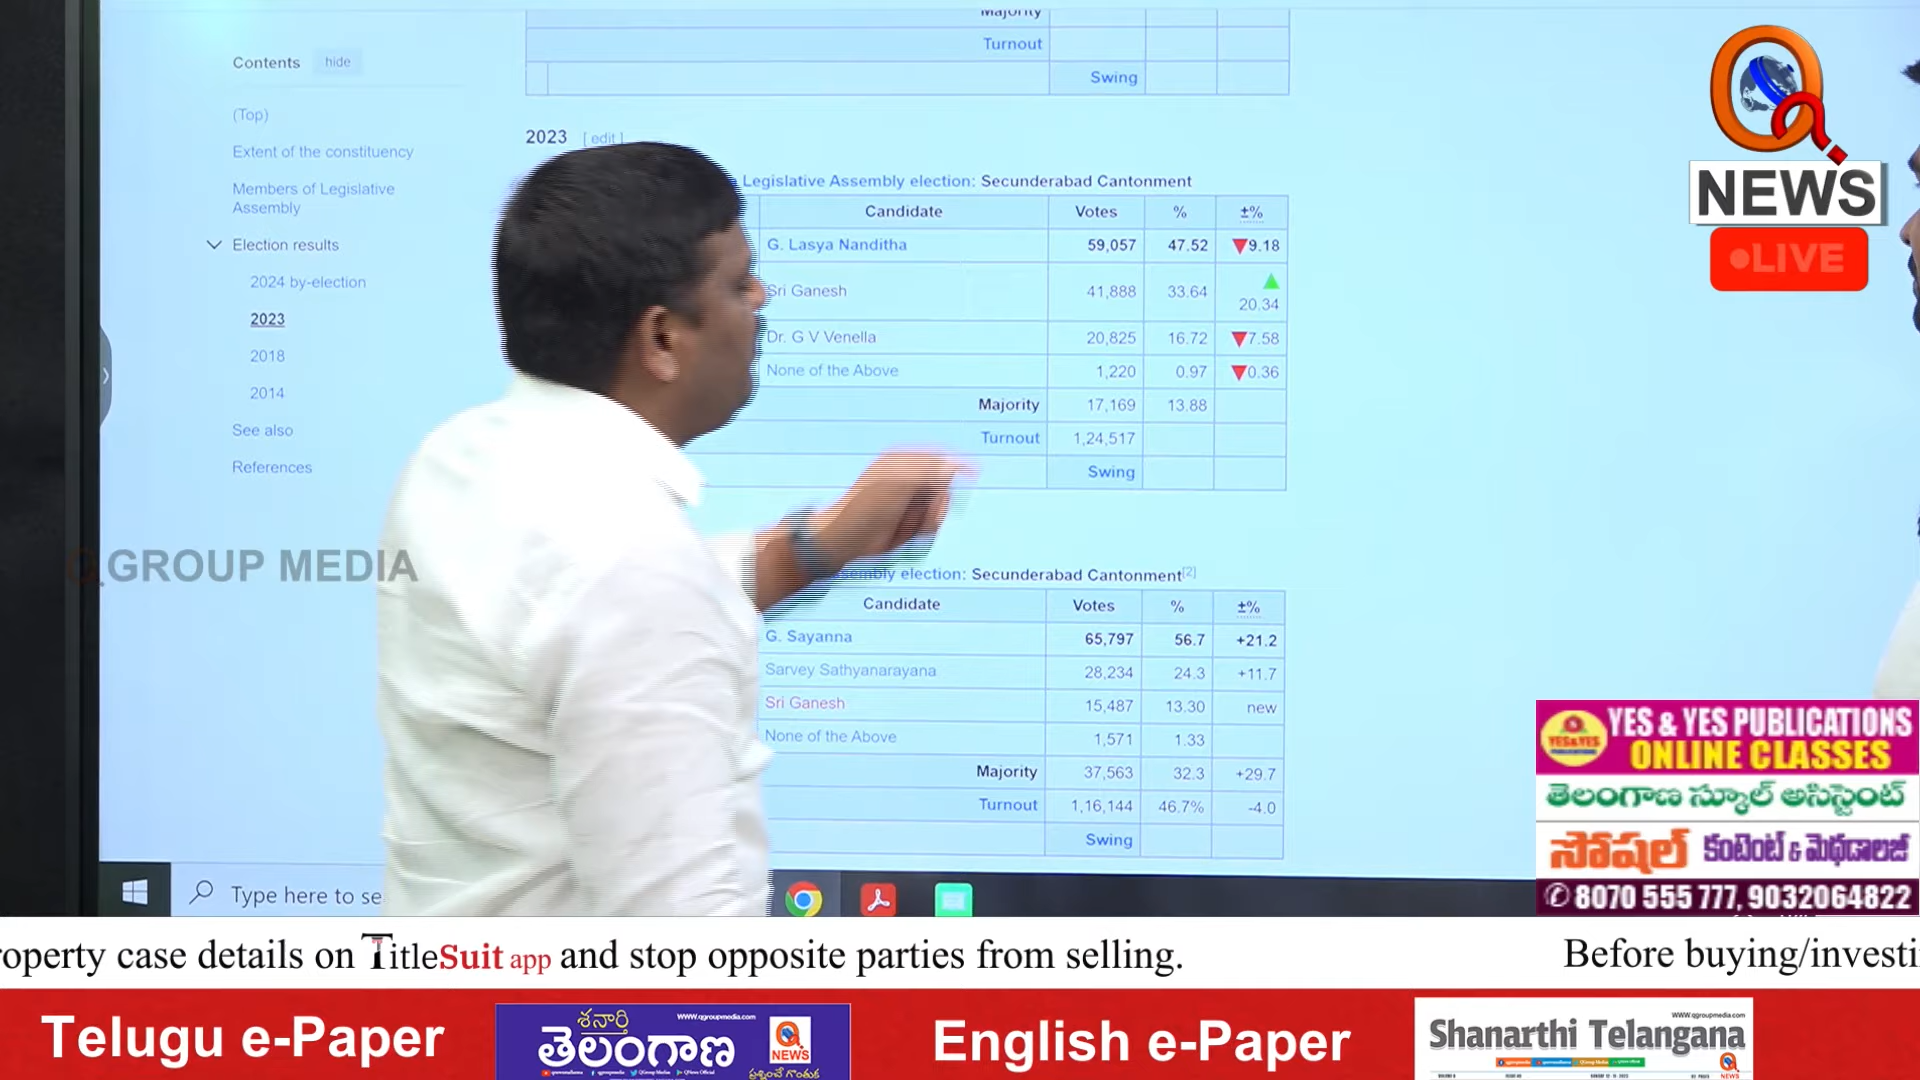 Majority
Turnout
Swing
Contents hide
(Top)
Extent of the constituency
Members of Legislative
Assembly
Election results
2024 by-election
2023
2018
2014
See also
References
2023 [ edit ]
Legislative Assembly election: Secunderabad Cantonment
Candidate Votes % ±%
G. Lasya Nanditha 59,057 47.52 ▼9.18
Sri Ganesh 41,888 33.64 ▲ 20.34
Dr. G V Venella 20,825 16.72 ▼7.58
None of the Above 1,220 0.97 ▼0.36
Majority 17,169 13.88
Turnout 1,24,517
Swing
Assembly election: Secunderabad Cantonment[2]
Candidate Votes % ±%
G. Sayanna 65,797 56.7 +21.2
Sarvey Sathyanarayana 28,234 24.3 +11.7
Sri Ganesh 15,487 13.30 new
None of the Above 1,571 1.33
Majority 37,563 32.3 +29.7
Turnout 1,16,144 46.7% -4.0
Swing
Type here to se
Q GROUP MEDIA
Q
NEWS
LIVE
YES & YES PUBLICATIONS
ONLINE CLASSES
తెలంగాణ స్కూల్ అసిస్టెంట్
సోషల్ కంటెంట్ & మెథడాలజీ
8070 555 777, 9032064822
operty case details on TitleSuit app and stop opposite parties from selling.
Before buying/investi
Telugu e-Paper
శనార్తి
తెలంగాణ
www.qgroupmedia.com
NEWS
ప్రశ్నించే గొంతుక
English e-Paper
www.qgroupmedia.com
Shanarthi Telangana